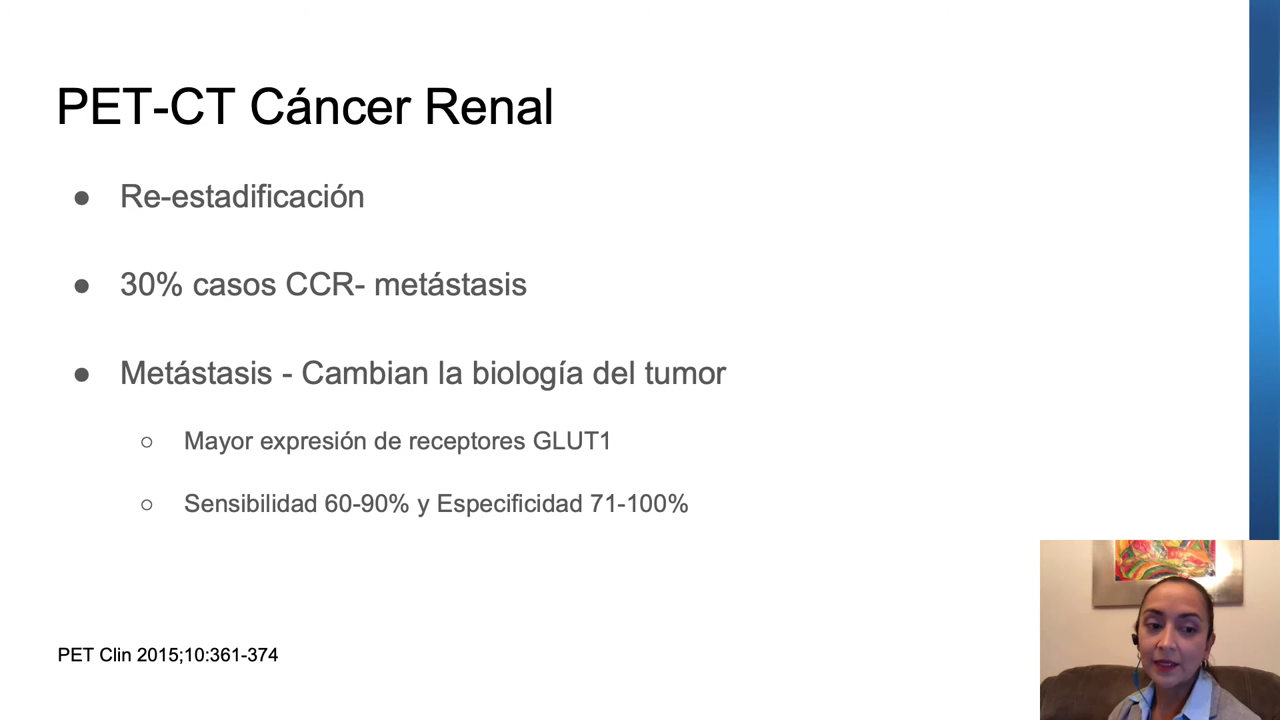 PET-CT Cáncer Renal
● Re-estadificación
● 30% casos CCR- metástasis
● Metástasis - Cambian la biología del tumor
○ Mayor expresión de receptores GLUT1
○ Sensibilidad 60-90% y Especificidad 71-100%
PET Clin 2015;10:361-374